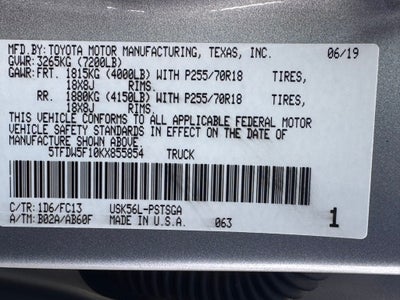 MFD.BY:TOYOTA MOTOR MANUFACTURING, TEXAS, INC. 06/19
GVWR: 3265KG (7200LB)
GAWR: FRT. 1815KG (4000LB) WITH P255/70R18 TIRES,
18X8J RIMS.
RR. 1880KG (4150LB) WITH P255/70R18 TIRES,
18X8J RIMS.
THIS VEHICLE CONFORMS TO ALL APPLICABLE FEDERAL MOTOR
VEHICLE SAFETY STANDARDS IN EFFECT ON THE DATE OF
MANUFACTURE SHOWN ABOVE.
5TFDW5F10KX855854 TRUCK
C/TR: 1D6/FC13 USK56L-PSTSGA
A/TM: B02A/AB60F MADE IN U.S.A. 063 1